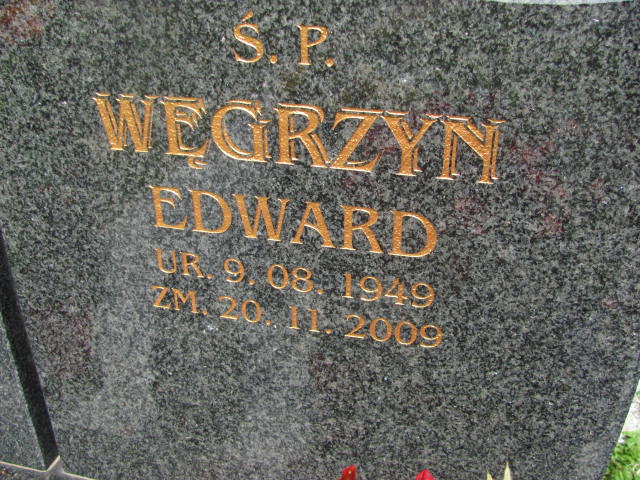 Ś. P.
WĘGRZYN
EDWARD
UR. 9. 08. 1949
ZM. 20. 11. 2009